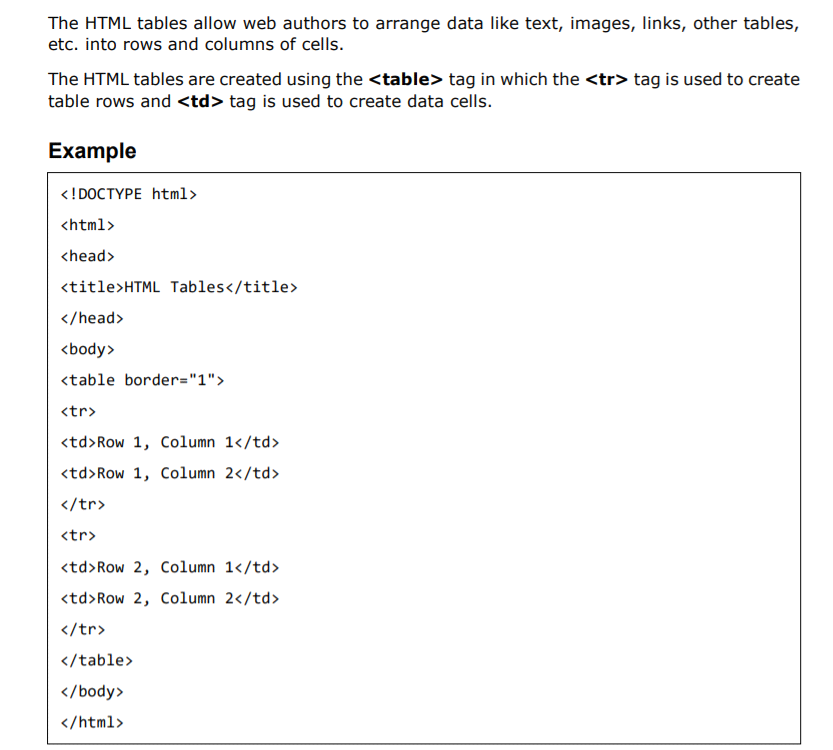 The HTML tables allow web authors to arrange data like text, images, links, other tables,
etc. into rows and columns of cells.
The HTML tables are created using the <table> tag in which the <tr> tag is used to create
table rows and <td> tag is used to create data cells.
Example
<!DOCTYPE html>
<html>
<head>
<title>HTML Tables</title>
</head>
<body>
<table border="1">
<tr>
<td>Row 1, Column 1</td>
<td>Row 1, Column 2</td>
</tr>
<tr>
<td>Row 2, Column 1</td>
<td>Row 2, Column 2</td>
</tr>
</table>
</body>
</html>